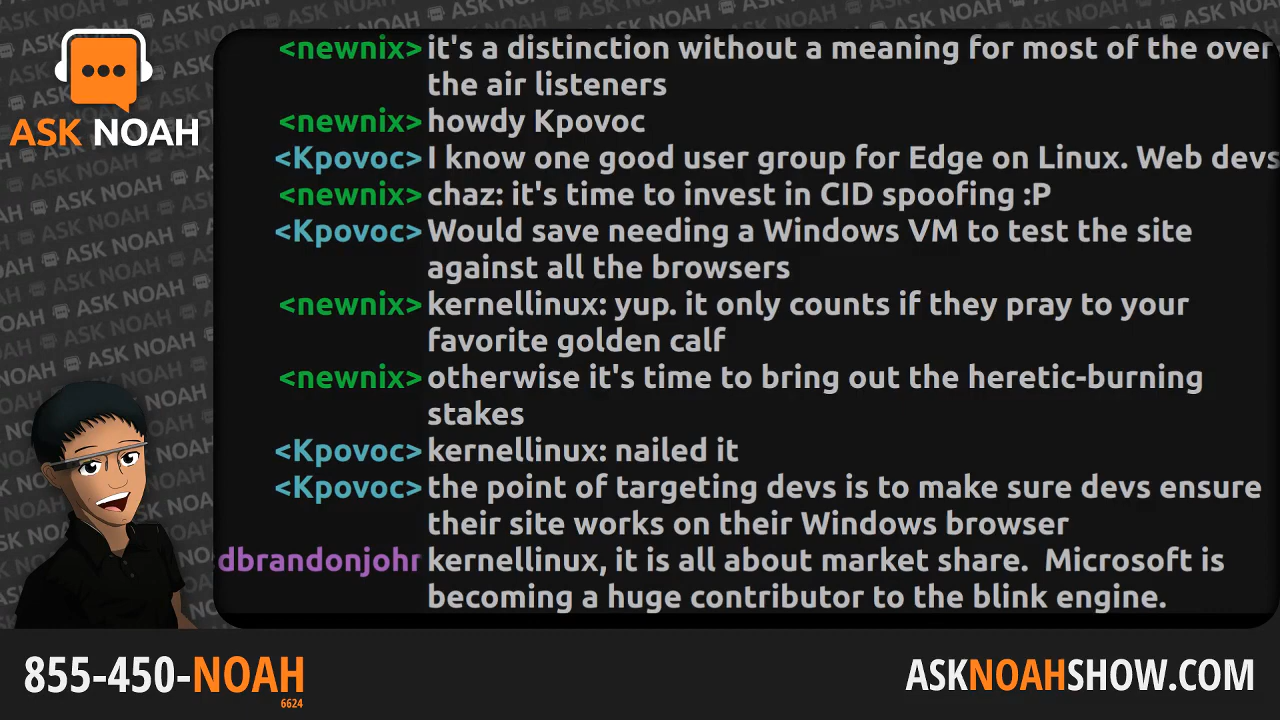 ASK NOAH
<newnix> it's a distinction without a meaning for most of the over
the air listeners
<newnix> howdy Kpovoc
<Kpovoc> I know one good user group for Edge on Linux. Web devs
<newnix> chaz: it's time to invest in CID spoofing :P
<Kpovoc> Would save needing a Windows VM to test the site
against all the browsers
<newnix> kernellinux: yup. it only counts if they pray to your
favorite golden calf
<newnix> otherwise it's time to bring out the heretic-burning
stakes
<Kpovoc> kernellinux: nailed it
<Kpovoc> the point of targeting devs is to make sure devs ensure
their site works on their Windows browser
dbrandonjohr kernellinux, it is all about market share.  Microsoft is
becoming a huge contributor to the blink engine.
855-450-NOAH
6624
ASKNOAHSHOW.COM